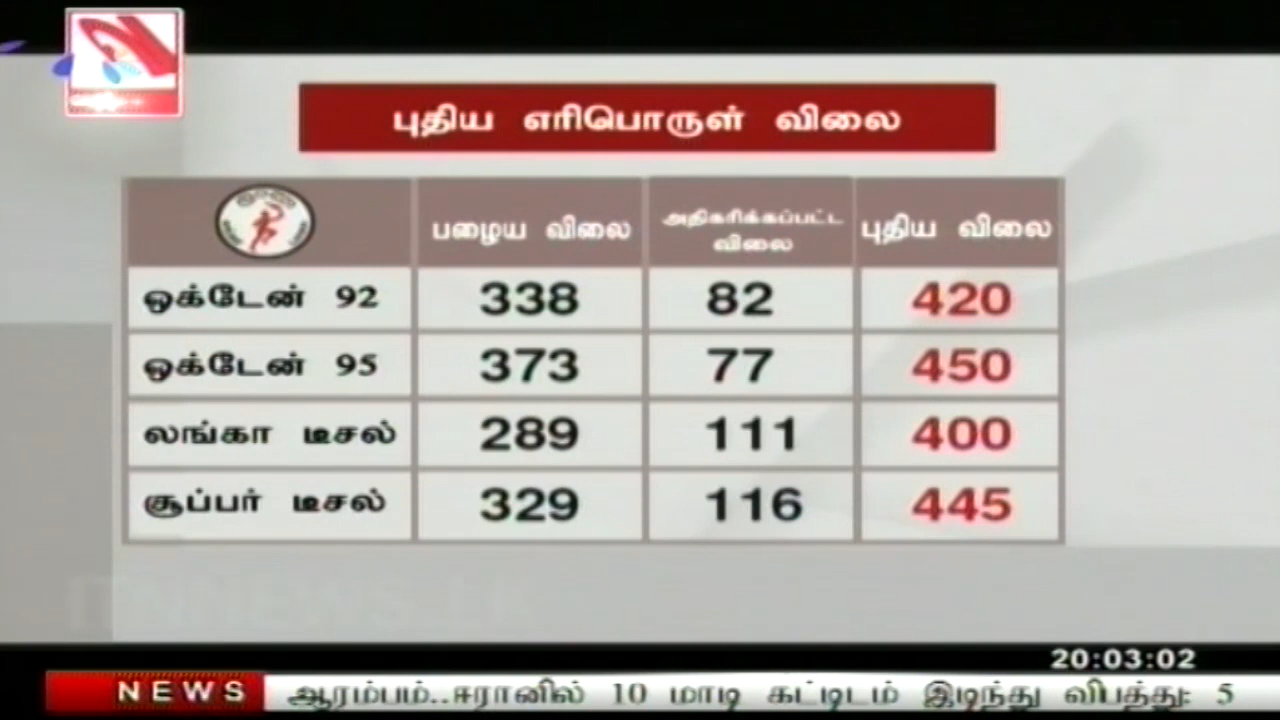 புதிய எரிபொருள் விலை
பழைய விலை
அதிகரிக்கப்பட்ட
விலை
புதிய விலை
ஒக்டேன் 92 338 82 420
ஒக்டேன் 95 373 77 450
லங்கா டீசல் 289 111 400
சூப்பர் டீசல் 329 116 445
20:03:02
NEWS ஆரம்பம்..ஈரானில் 10 மாடி கட்டிடம் இடிந்து விபத்து: 5